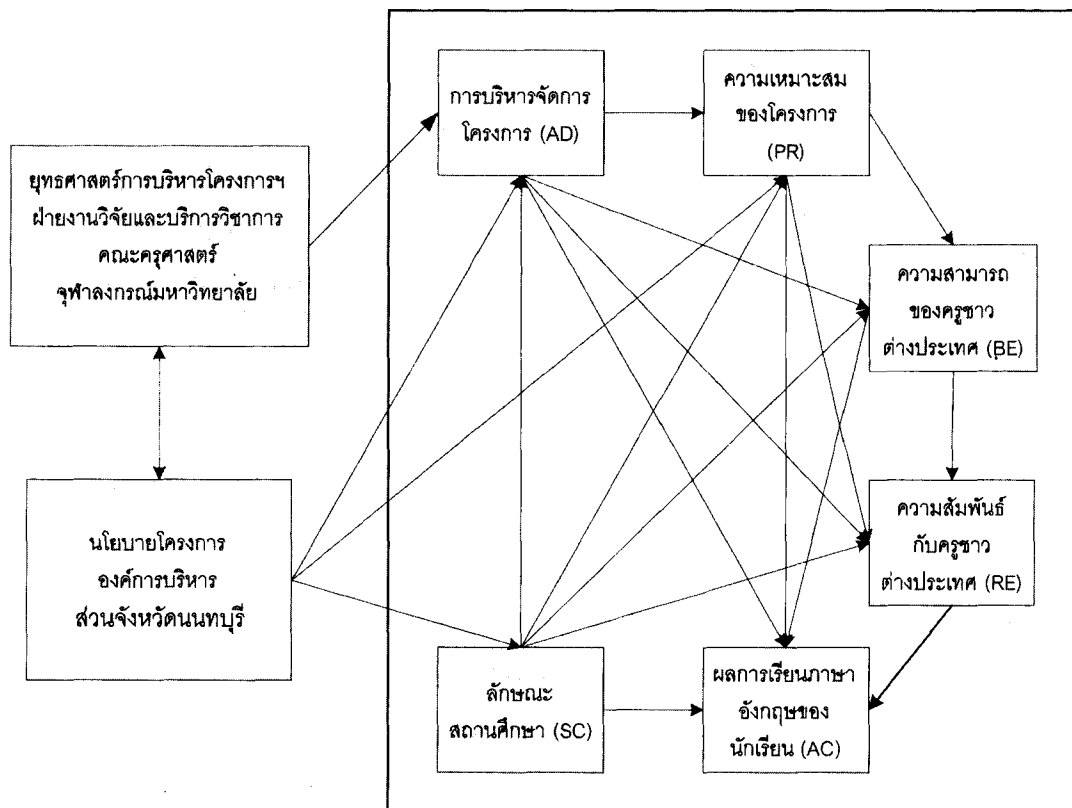 การบริหารจัดการ
โครงการ (AD)
ความเหมาะสม
ของโครงการ
(PR)
ยุทธศาสตร์การบริหารโครงการฯ
ฝ่ายงานวิจัยและบริการวิชาการ
คณะครุศาสตร์
จุฬาลงกรณ์มหาวิทยาลัย
ความสามารถ
ของครูชาว
ต่างประเทศ (BE)
นโยบายโครงการ
องค์การบริหาร
ส่วนจังหวัดนนทบุรี
ความสัมพันธ์
กับครูชาว
ต่างประเทศ (RE)
ลักษณะ
สถานศึกษา (SC)
ผลการเรียนภาษา
อังกฤษของ
นักเรียน (AC)